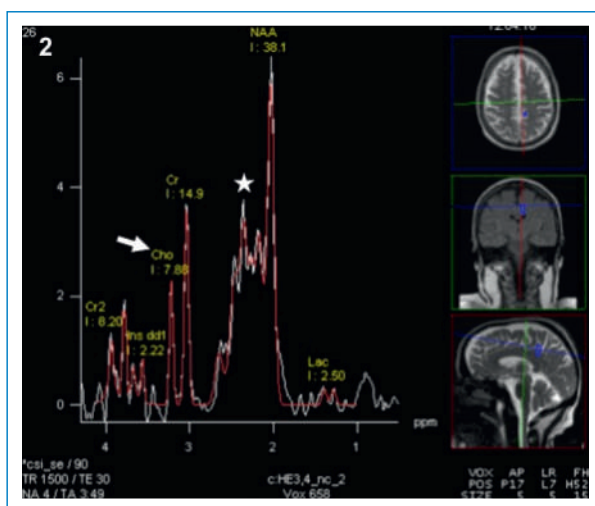 26
2
NAA
I : 38.1
6
4
Cr
I : 14.9
Cho
I : 7.88
2
Cr2
I : 8.20
Ins dd1
I : 2.22
Lac
I : 2.50
0
ppm
4 3 2 1
*csi_se / 90
TR 1500 / TE 30
NA 4 / TA 3:49
c:HE3,4_nc_2
Vox 658
VOX AP LR FH
POS P17 L7 H52
SIZE 5 5 15